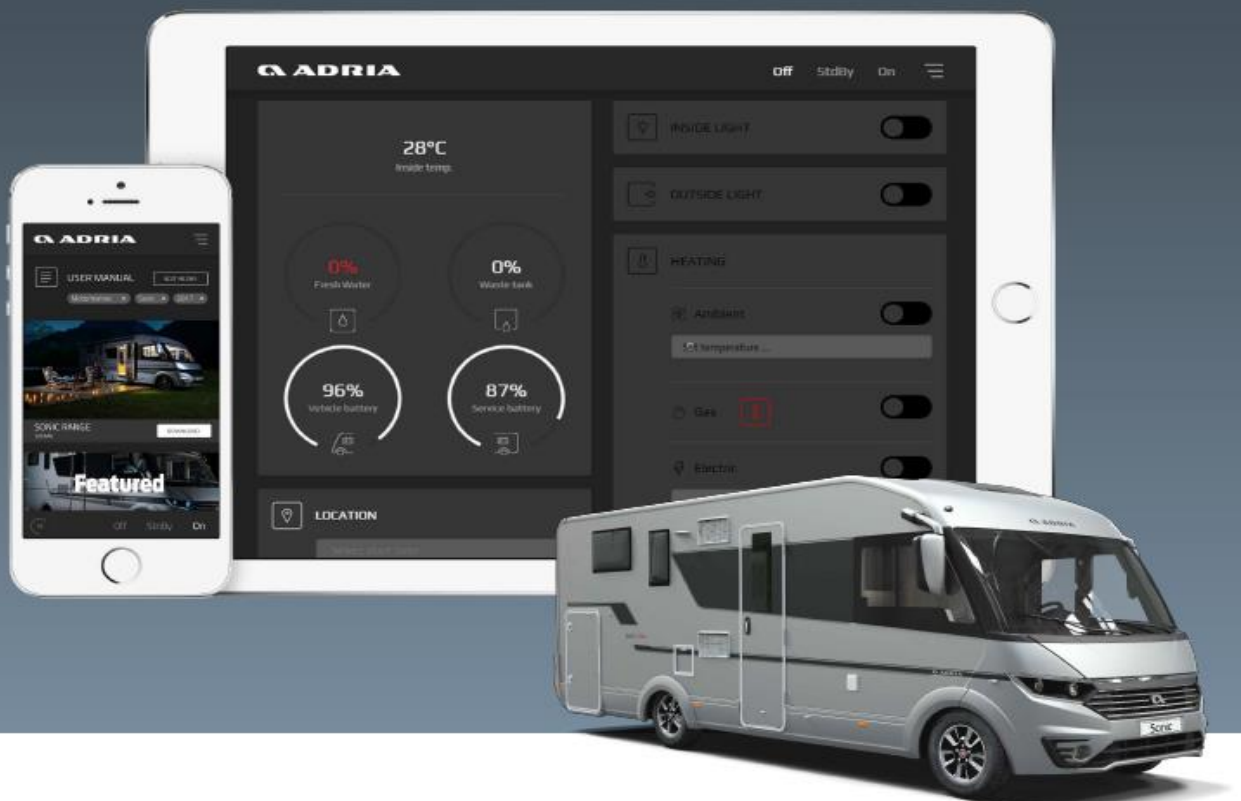 ADRIA
Off StdBy On
28°C
Inside temp.
0%
Fresh Water
0%
Waste tank
96%
Vehicle battery
87%
Service battery
LOCATION
INSIDE LIGHT
OUTSIDE LIGHT
HEATING
Ambient
Set temperature ...
Gas
Electric
ADRIA
USER MANUAL
SONIC RANGE
DOWNLOAD
Featured
Off StdBy On
ADRIA
ADRIA
Sonic